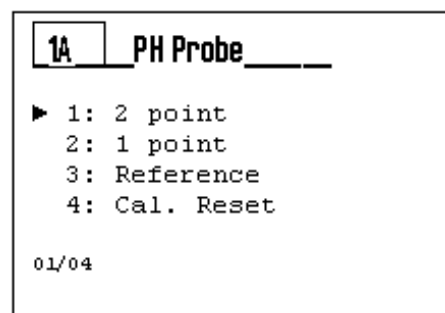 1A PH Probe
▶ 1: 2 point
2: 1 point
3: Reference
4: Cal. Reset
01/04